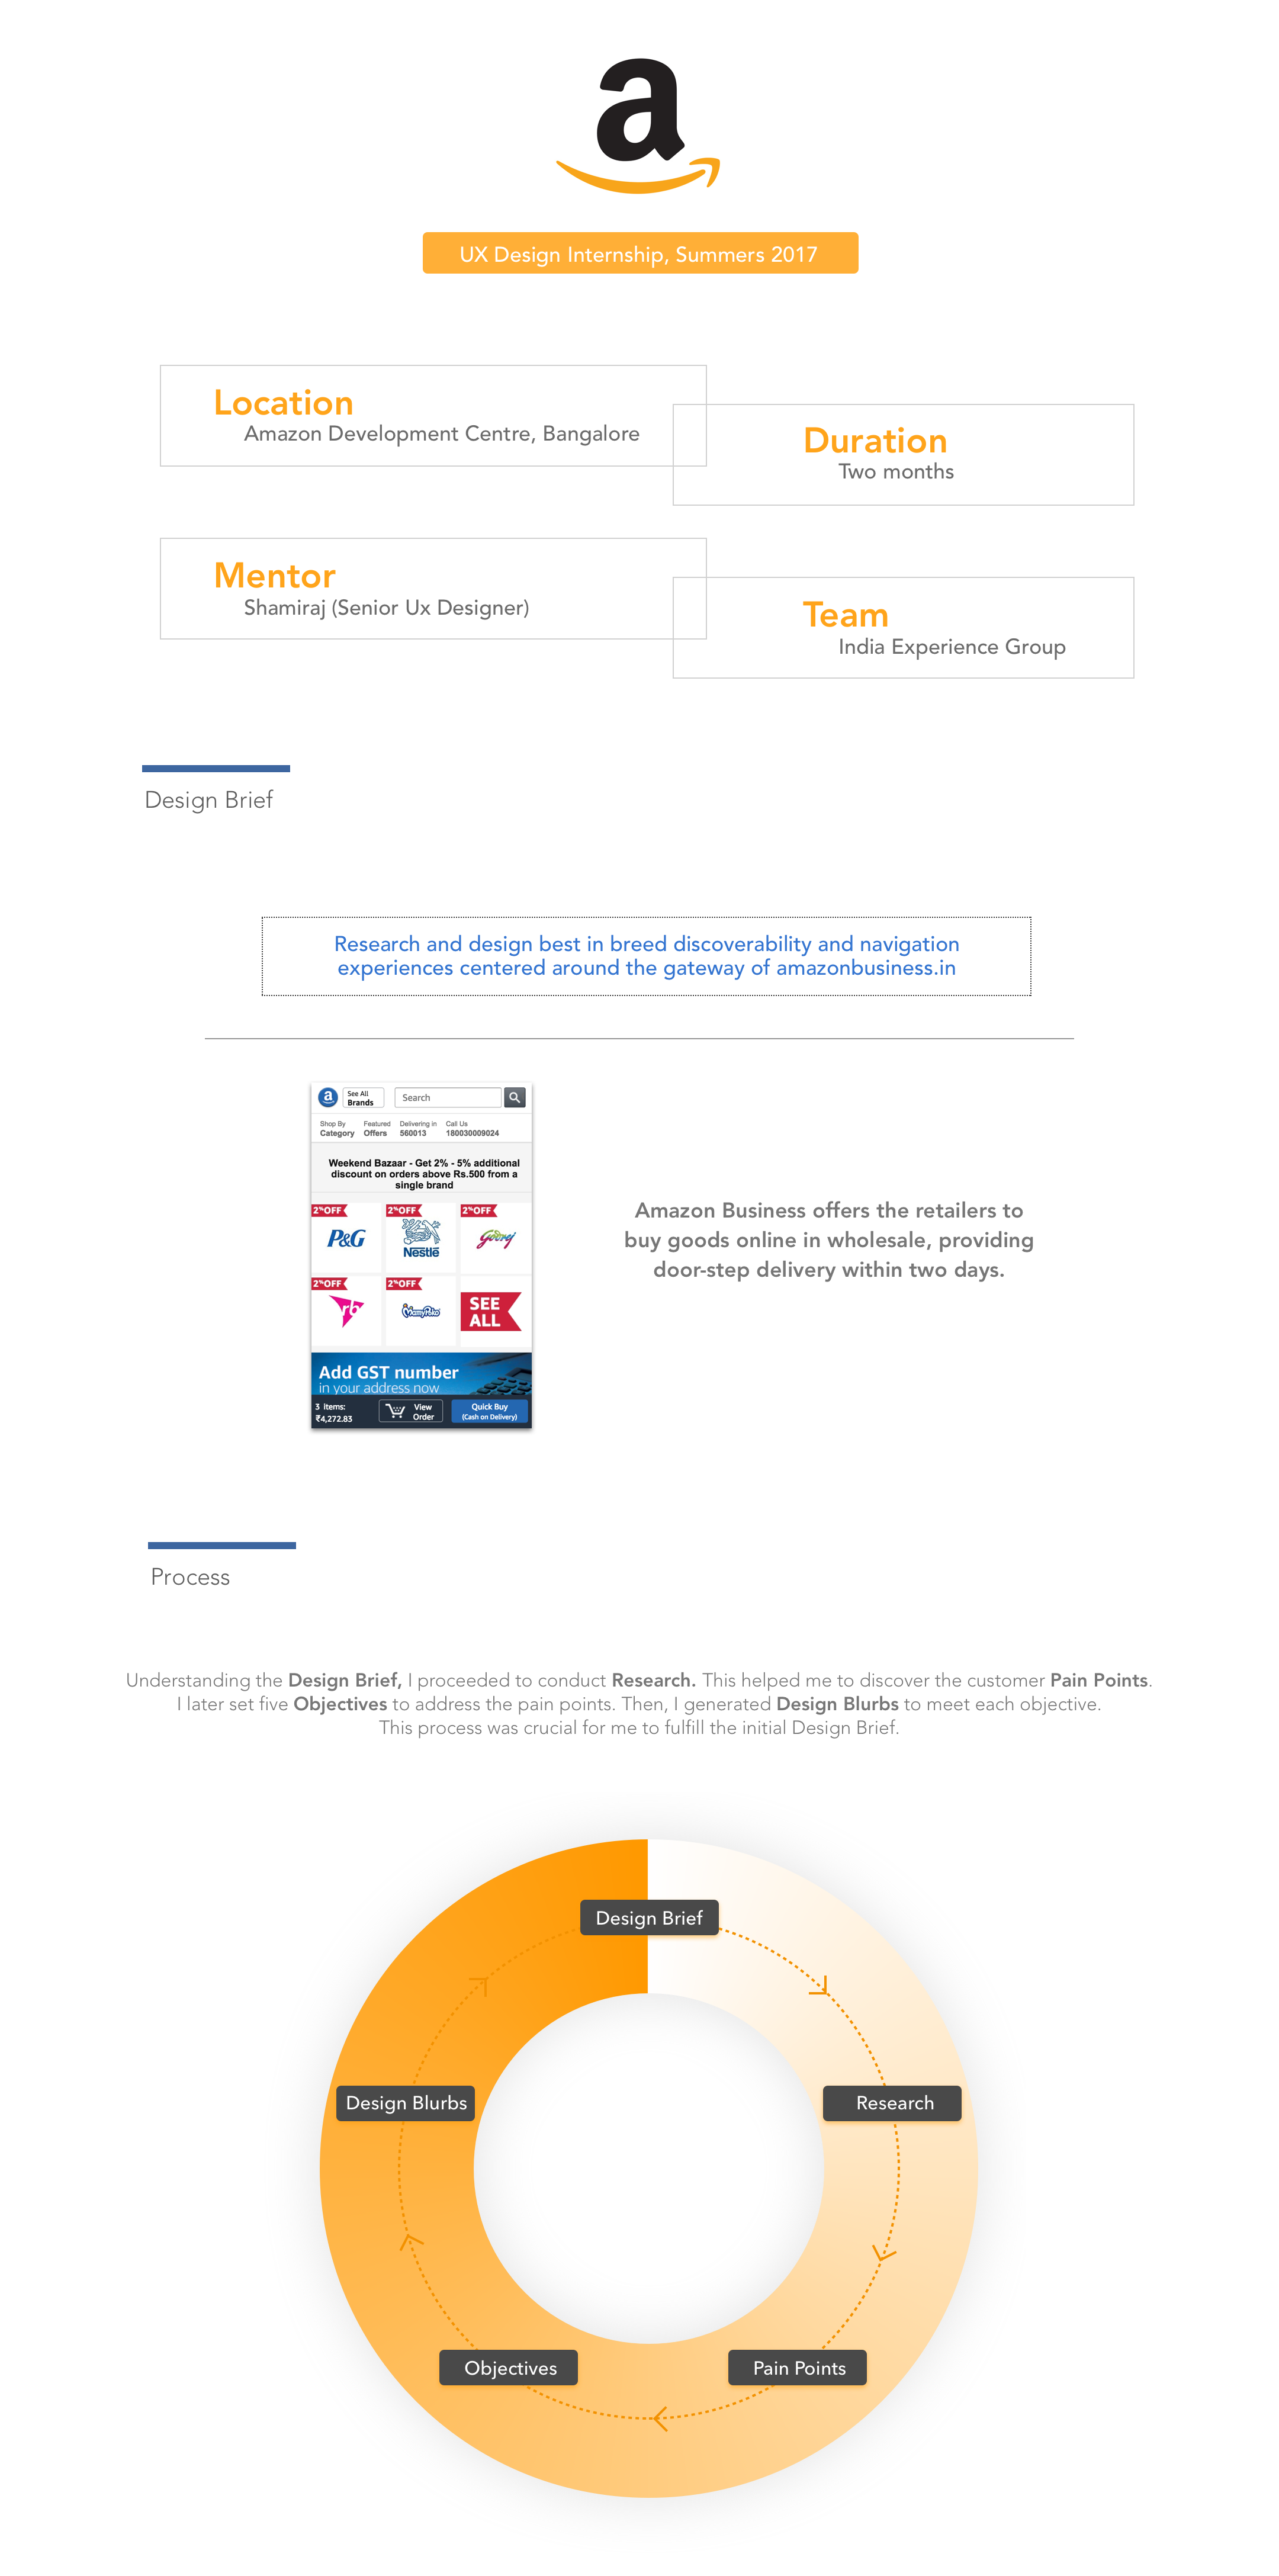 a
UX Design Internship, Summers 2017
Location
Amazon Development Centre, Bangalore
Duration
Two months
Mentor
Shamiraj (Senior Ux Designer)
Team
India Experience Group
Design Brief
Research and design best in breed discoverability and navigation
experiences centered around the gateway of amazonbusiness.in
a
See All
Brands
Search
Shop By
Category
Featured
Offers
Delivering in
560013
Call Us
180030009024
Weekend Bazaar - Get 2% - 5% additional
discount on orders above Rs.500 from a
single brand
2%OFF
P&G
2%OFF
Nestlé
2%OFF
Godrej
2%OFF
rb
2%OFF
MamyPoko
SEE
ALL
Add GST number
in your address now
3 items:
₹4,272.83
View
Order
Quick Buy
(Cash on Delivery)
Amazon Business offers the retailers to
buy goods online in wholesale, providing
door-step delivery within two days.
Process
Understanding the Design Brief, I proceeded to conduct Research. This helped me to discover the customer Pain Points.
I later set five Objectives to address the pain points. Then, I generated Design Blurbs to meet each objective.
This process was crucial for me to fulfill the initial Design Brief.
Design Brief
Research
Pain Points
Objectives
Design Blurbs